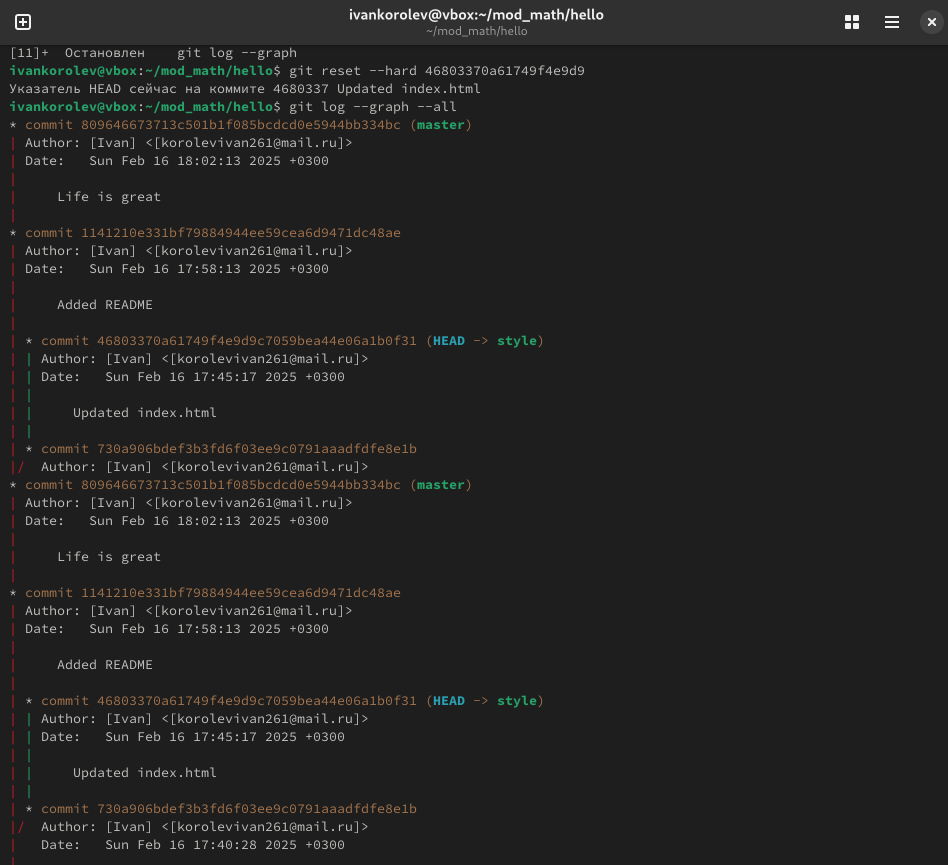 ivankorolev@vbox:~/mod_math/hello
~/mod_math/hello
[11]+  Остановлен    git log --graph
ivankorolev@vbox:~/mod_math/hello$ git reset --hard 46803370a61749f4e9d9
Указатель HEAD сейчас на коммите 4680337 Updated index.html
ivankorolev@vbox:~/mod_math/hello$ git log --graph --all
* commit 809646673713c501b1f085bcdcd0e5944bb334bc (master)
| Author: [Ivan] <[korolevivan261@mail.ru]>
| Date:   Sun Feb 16 18:02:13 2025 +0300
|
|     Life is great
|
* commit 1141210e331bf79884944ee59cea6d9471dc48ae
| Author: [Ivan] <[korolevivan261@mail.ru]>
| Date:   Sun Feb 16 17:58:13 2025 +0300
|
|     Added README
|
| * commit 46803370a61749f4e9d9c7059bea44e06a1b0f31 (HEAD -> style)
| | Author: [Ivan] <[korolevivan261@mail.ru]>
| | Date:   Sun Feb 16 17:45:17 2025 +0300
| |
| |     Updated index.html
| |
| * commit 730a906bdef3b3fd6f03ee9c0791aaadfdfe8e1b
|/  Author: [Ivan] <[korolevivan261@mail.ru]>
* commit 809646673713c501b1f085bcdcd0e5944bb334bc (master)
| Author: [Ivan] <[korolevivan261@mail.ru]>
| Date:   Sun Feb 16 18:02:13 2025 +0300
|
|     Life is great
|
* commit 1141210e331bf79884944ee59cea6d9471dc48ae
| Author: [Ivan] <[korolevivan261@mail.ru]>
| Date:   Sun Feb 16 17:58:13 2025 +0300
|
|     Added README
|
| * commit 46803370a61749f4e9d9c7059bea44e06a1b0f31 (HEAD -> style)
| | Author: [Ivan] <[korolevivan261@mail.ru]>
| | Date:   Sun Feb 16 17:45:17 2025 +0300
| |
| |     Updated index.html
| |
| * commit 730a906bdef3b3fd6f03ee9c0791aaadfdfe8e1b
|/  Author: [Ivan] <[korolevivan261@mail.ru]>
|   Date:   Sun Feb 16 17:40:28 2025 +0300
|